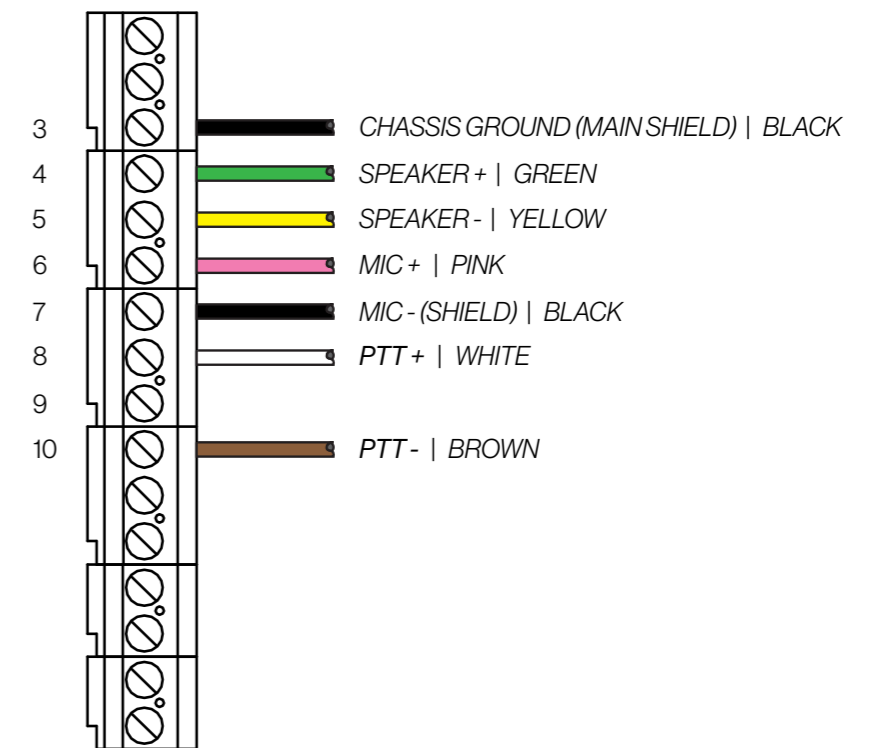 3 CHASSIS GROUND (MAIN SHIELD) | BLACK
4 SPEAKER + | GREEN
5 SPEAKER - | YELLOW
6 MIC + | PINK
7 MIC - (SHIELD) | BLACK
8 PTT + | WHITE
9
10 PTT - | BROWN